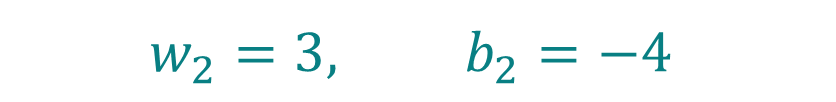 w₂ = 3, b₂ = −4